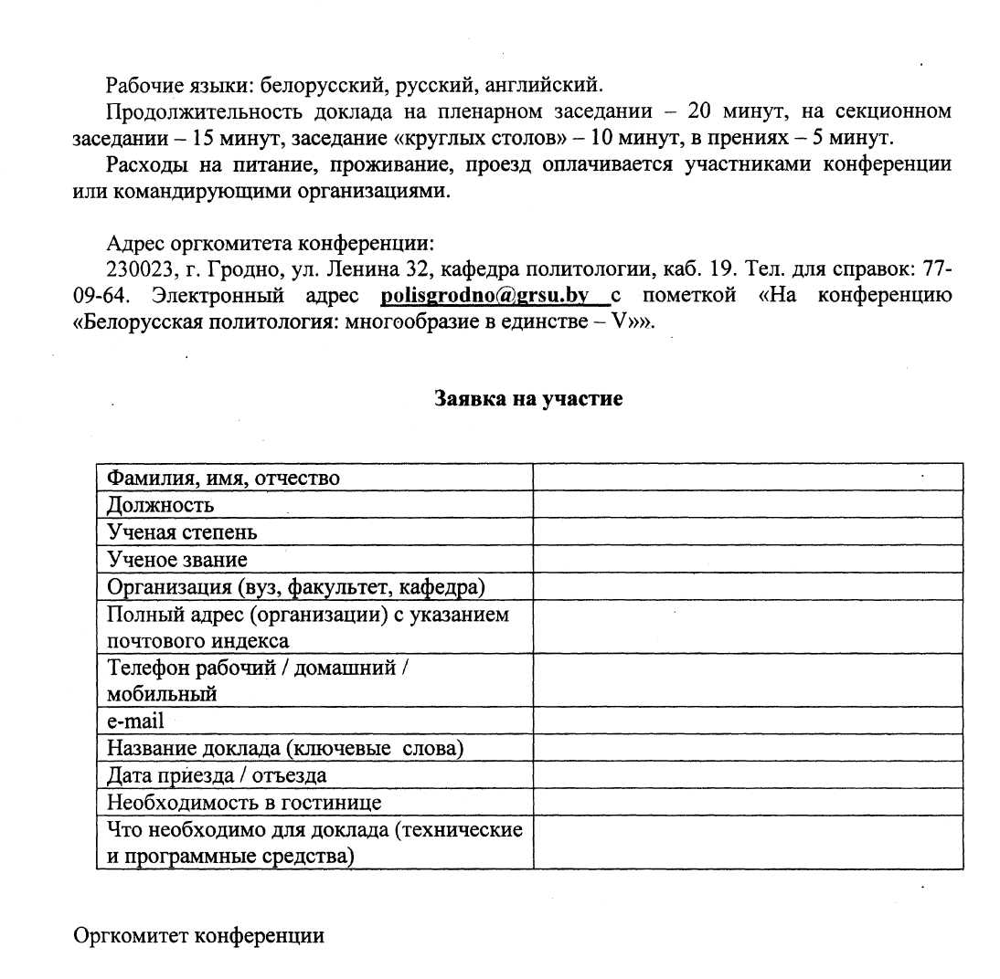 Рабочие языки: белорусский, русский, английский.
Продолжительность доклада на пленарном заседании – 20 минут, на секционном
заседании – 15 минут, заседание «круглых столов» – 10 минут, в прениях – 5 минут.
Расходы на питание, проживание, проезд оплачивается участниками конференции
или командирующими организациями.
Адрес оргкомитета конференции:
230023, г. Гродно, ул. Ленина 32, кафедра политологии, каб. 19. Тел. для справок: 77-
09-64. Электронный адрес polisgrodno@grsu.by с пометкой «На конференцию
«Белорусская политология: многообразие в единстве – V»».
Заявка на участие
Фамилия, имя, отчество
Должность
Ученая степень
Ученое звание
Организация (вуз, факультет, кафедра)
Полный адрес (организации) с указанием
почтового индекса
Телефон рабочий / домашний /
мобильный
e-mail
Название доклада (ключевые слова)
Дата приезда / отъезда
Необходимость в гостинице
Что необходимо для доклада (технические
и программные средства)
Оргкомитет конференции